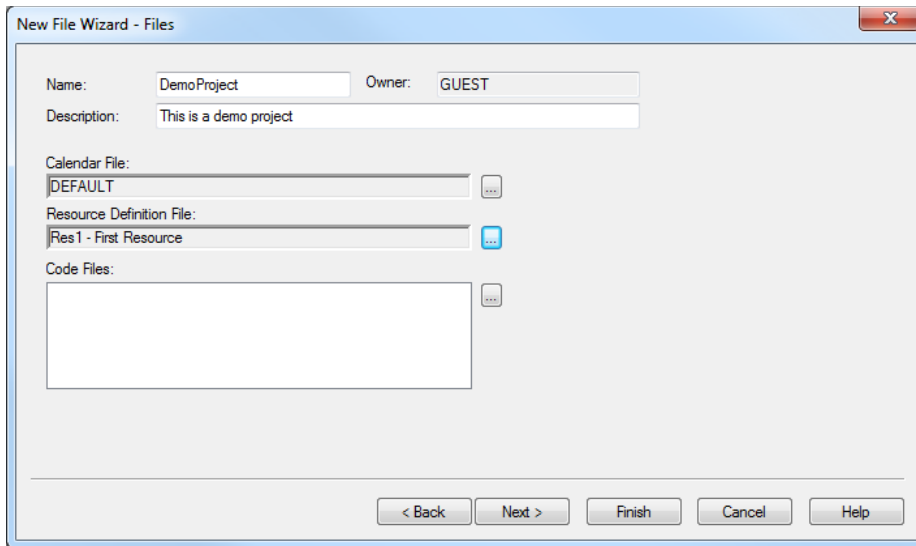 New File Wizard - Files
Name: DemoProject Owner: GUEST
Description: This is a demo project
Calendar File:
DEFAULT
...
Resource Definition File:
Res1 - First Resource
...
Code Files:
...
< Back Next > Finish Cancel Help